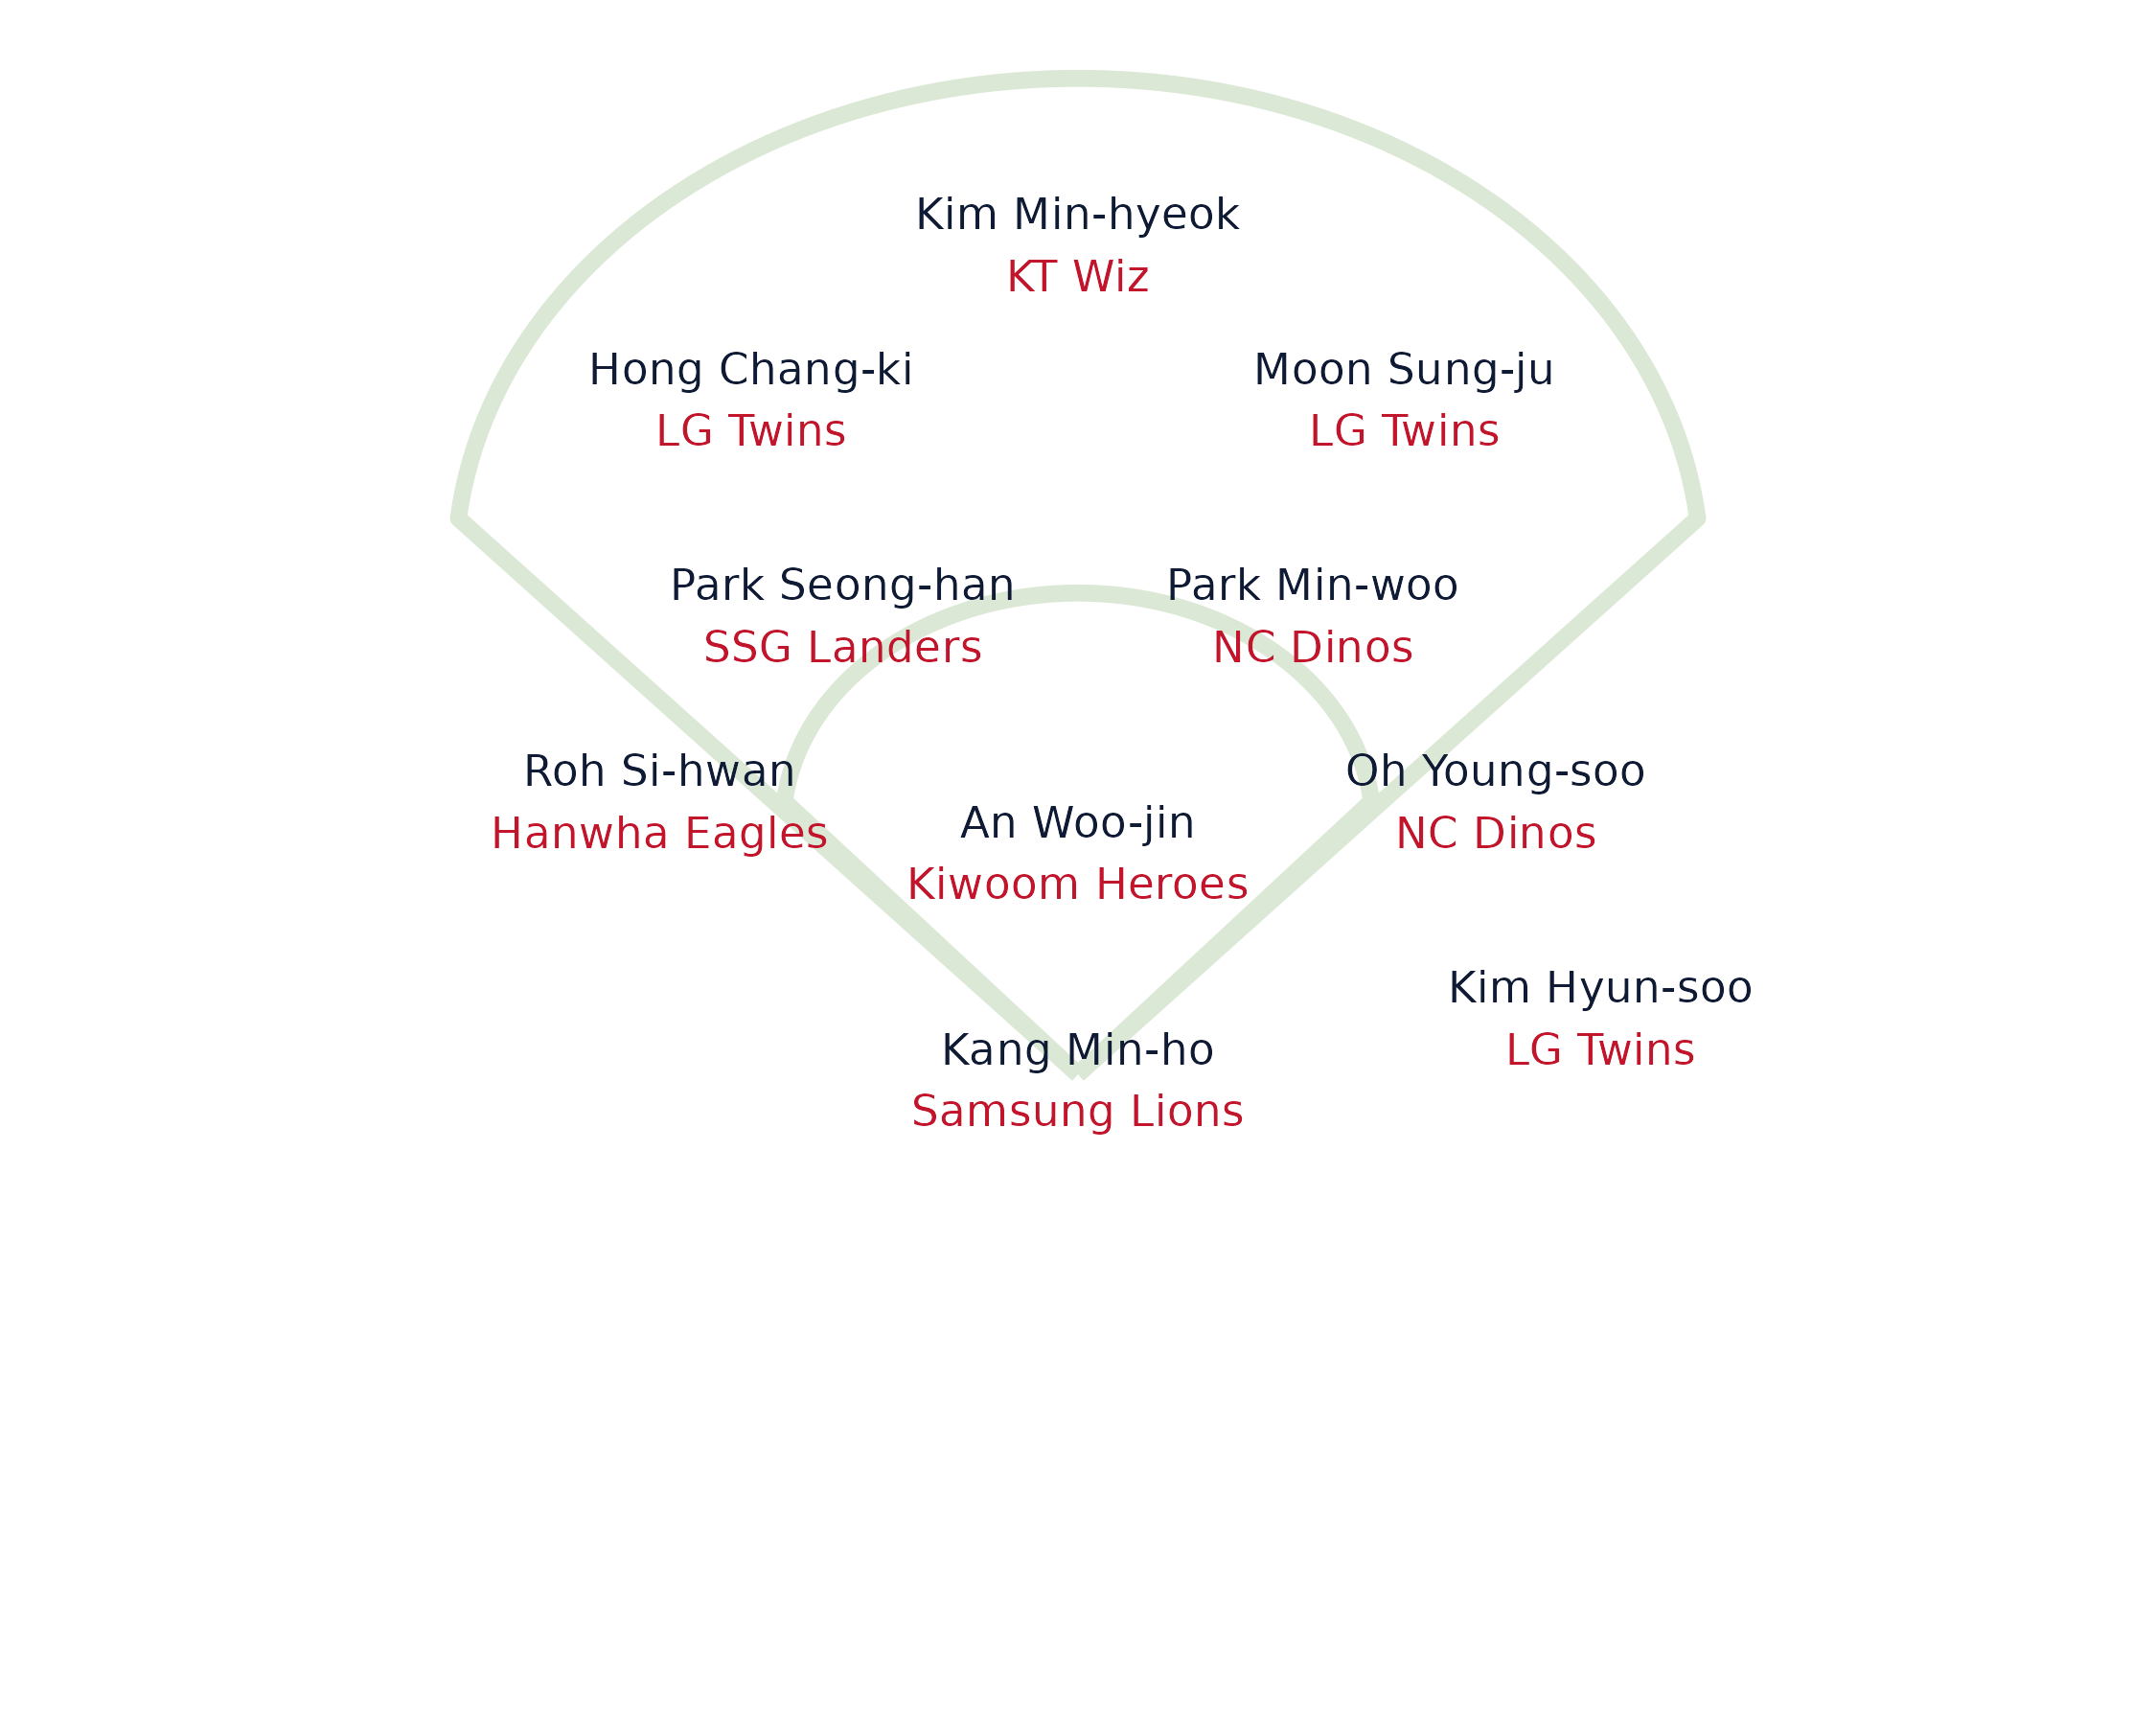 Kim Min-hyeok
KT Wiz
Hong Chang-ki
LG Twins
Moon Sung-ju
LG Twins
Park Seong-han
SSG Landers
Park Min-woo
NC Dinos
Roh Si-hwan
Hanwha Eagles
Oh Young-soo
NC Dinos
An Woo-jin
Kiwoom Heroes
Kim Hyun-soo
LG Twins
Kang Min-ho
Samsung Lions